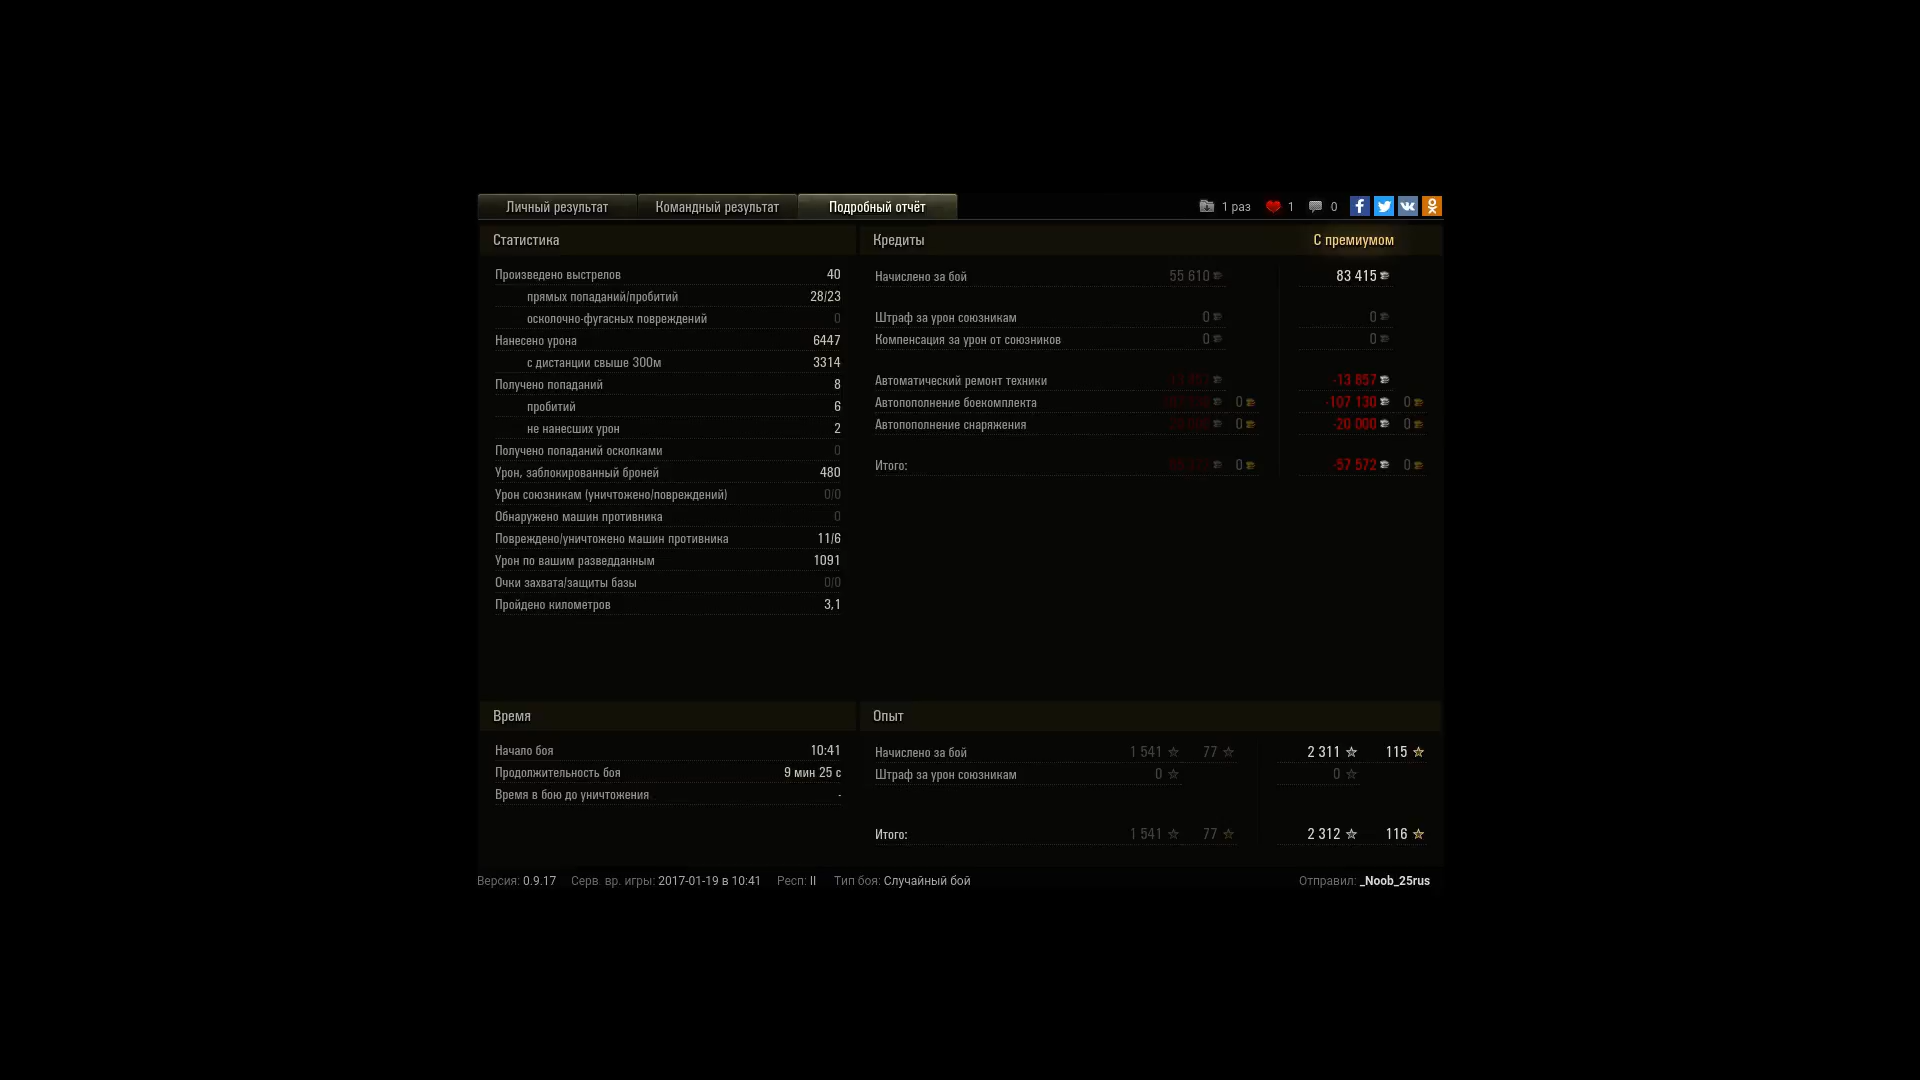 Личный результат Командный результат Подробный отчёт 1 раз 1 0
Статистика
Произведено выстрелов 40
прямых попаданий/пробитий 28/23
осколочно-фугасных повреждений 0
Нанесено урона 6447
с дистанции свыше 300м 3314
Получено попаданий 8
пробитий 6
не нанесших урон 2
Получено попаданий осколками 0
Урон, заблокированный броней 480
Урон союзникам (уничтожено/повреждений) 0/0
Обнаружено машин противника 0
Повреждено/уничтожено машин противника 11/6
Урон по вашим разведданным 1091
Очки захвата/защиты базы 0/0
Пройдено километров 3,1
Кредиты С премиумом
Начислено за бой 55 610 83 415
Штраф за урон союзникам 0 0
Компенсация за урон от союзников 0 0
Автоматический ремонт техники -13 857
Автопополнение боекомплекта 0 -107 130 0
Автопополнение снаряжения 0 -20 000 0
Итого: 0 -57 572 0
Время
Начало боя 10:41
Продолжительность боя 9 мин 25 с
Время в бою до уничтожения -
Опыт
Начислено за бой 1 541 77 2 311 115
Штраф за урон союзникам 0 0
Итого: 1 541 77 2 312 116
Версия: 0.9.17 Серв. вр. игры: 2017-01-19 в 10:41 Респ: II Тип боя: Случайный бой Отправил: _Noob_25rus